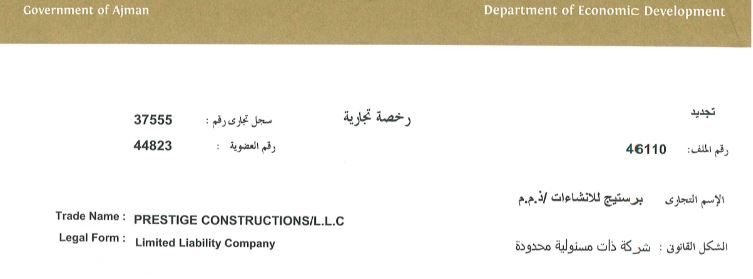 Government of Ajman
Department of Economic Development
تجديد
رخصة تجارية
سجل تجارى رقم : 37555
رقم الملف: 46110
رقم العضوية : 44823
الإسم التجارى برستيج للانشاءات /ذ.م.م
Trade Name : PRESTIGE CONSTRUCTIONS/L.L.C
Legal Form : Limited Liability Company
الشكل القانونى : شركة ذات مسئولية محدودة